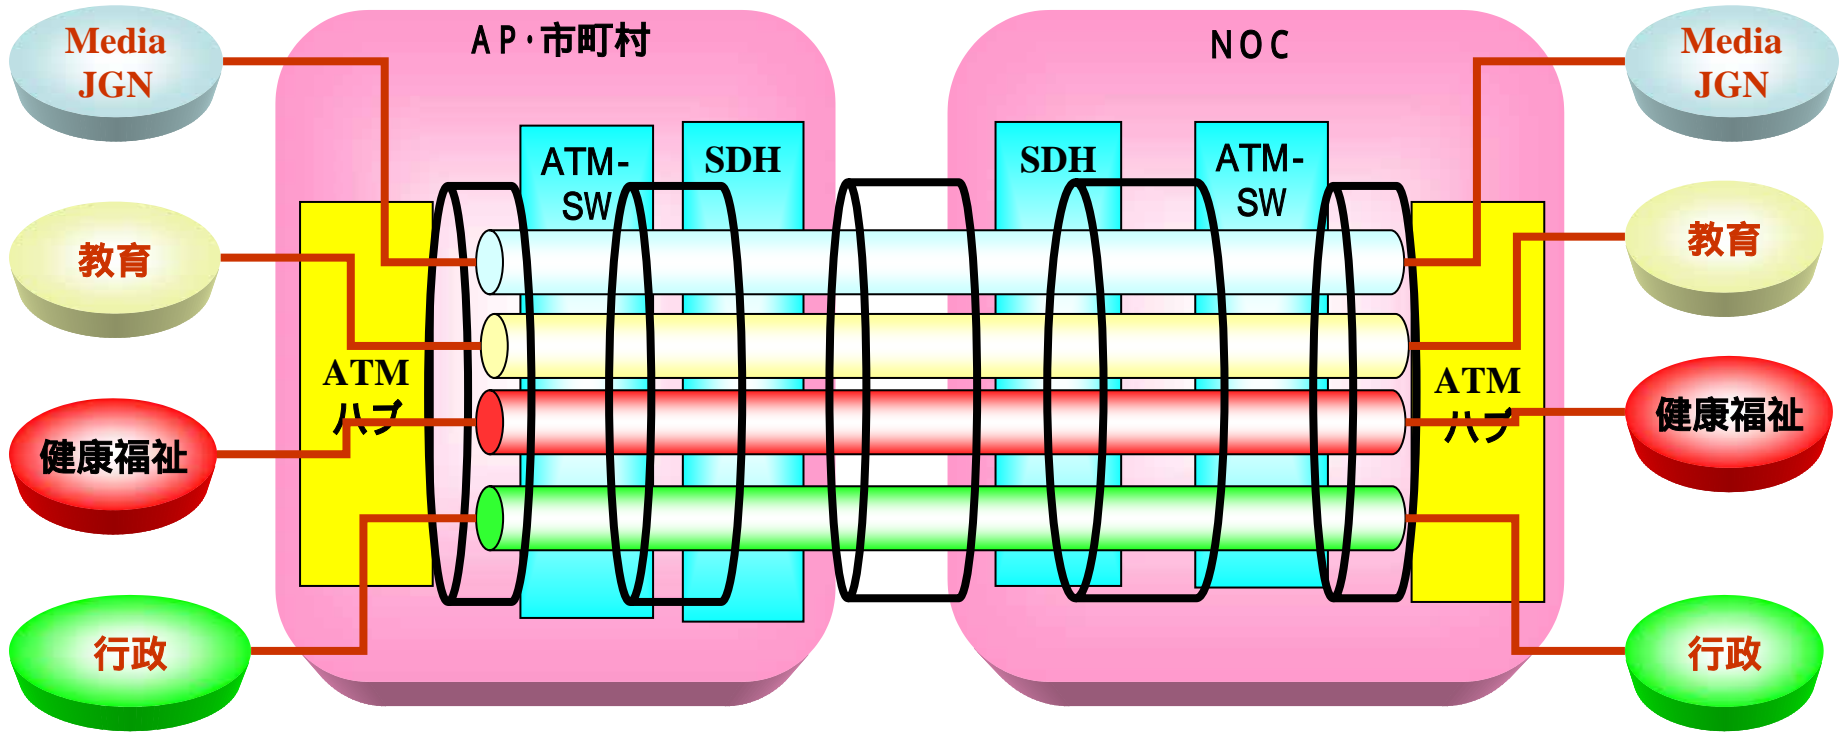 Media
JGN
教育
健康福祉
行政
AP・市町村
ATM
ハブ
ATM-
SW
SDH
NOC
SDH
ATM-
SW
ATM
ハブ
Media
JGN
教育
健康福祉
行政